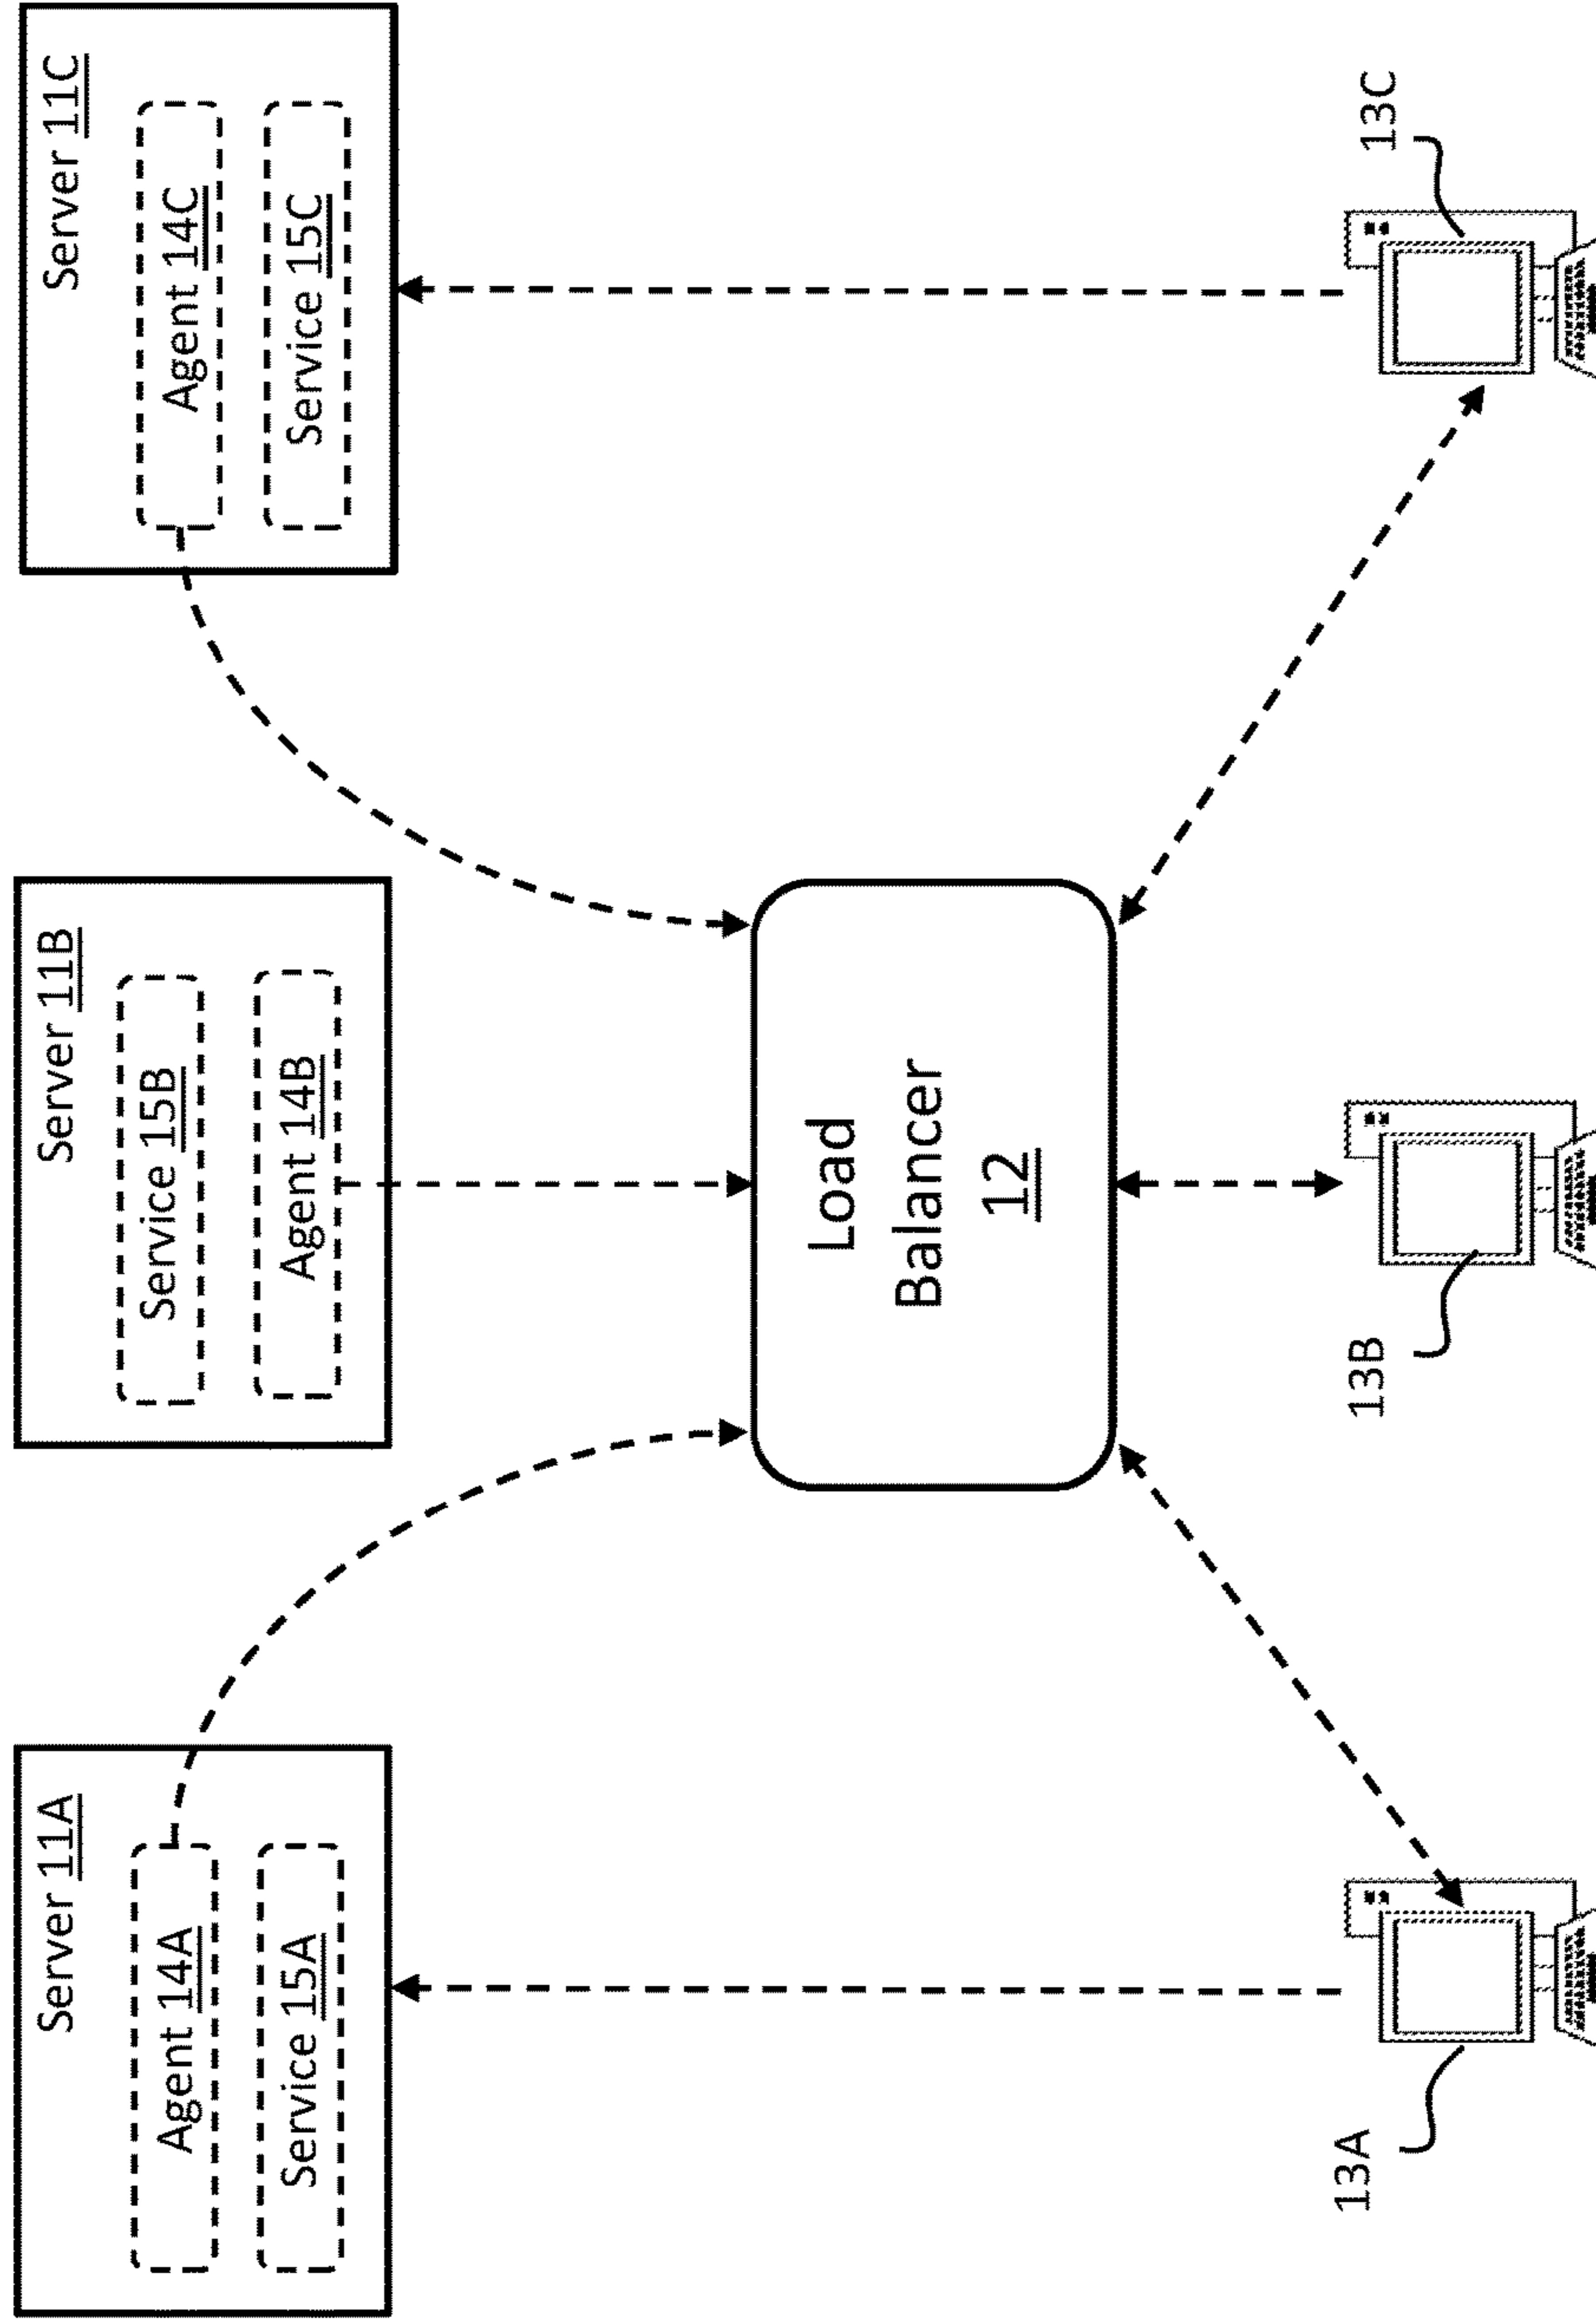 Server 11A
Agent 14A
Service 15A
Server 11B
Service 15B
Agent 14B
Server 11C
Agent 14C
Service 15C
Load
Balancer
12
13A
13B
13C